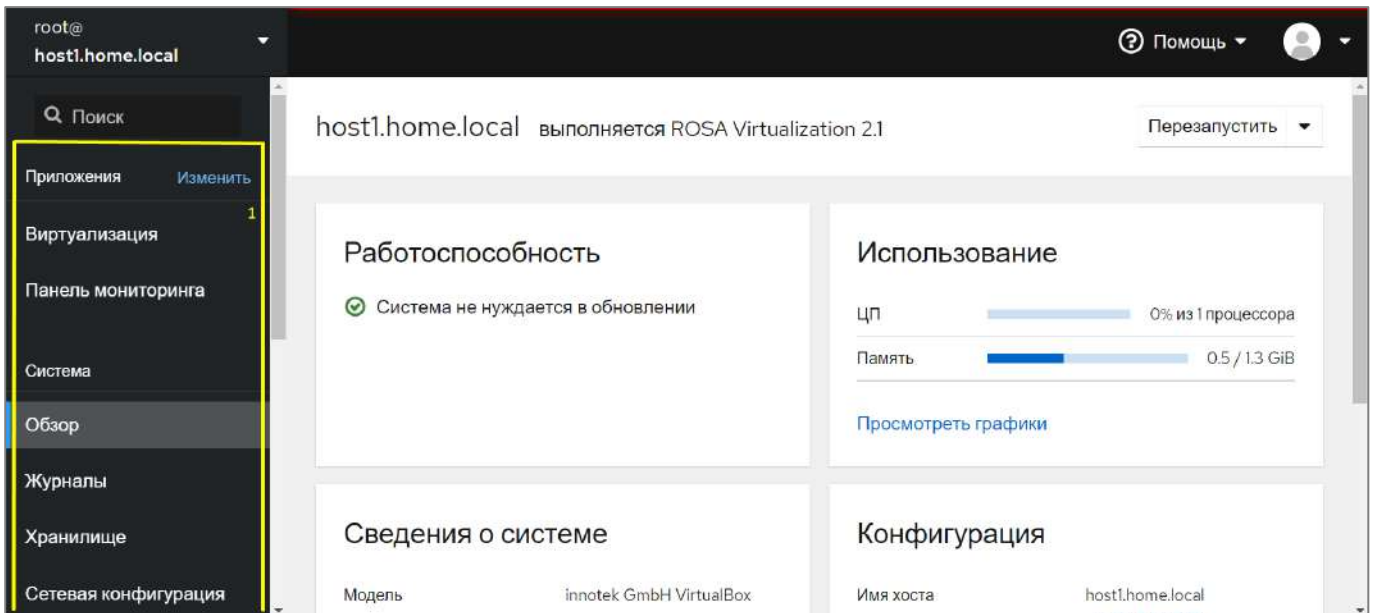 root@
host1.home.local
Помощь
Поиск
Приложения Изменить
1
Виртуализация
Панель мониторинга
Система
Обзор
Журналы
Хранилище
Сетевая конфигурация
host1.home.local выполняется ROSA Virtualization 2.1
Перезапустить
Работоспособность
Система не нуждается в обновлении
Использование
ЦП 0% из 1 процессора
Память 0.5 / 1.3 GiB
Просмотреть графики
Сведения о системе
Модель innotek GmbH VirtualBox
Конфигурация
Имя хоста host1.home.local